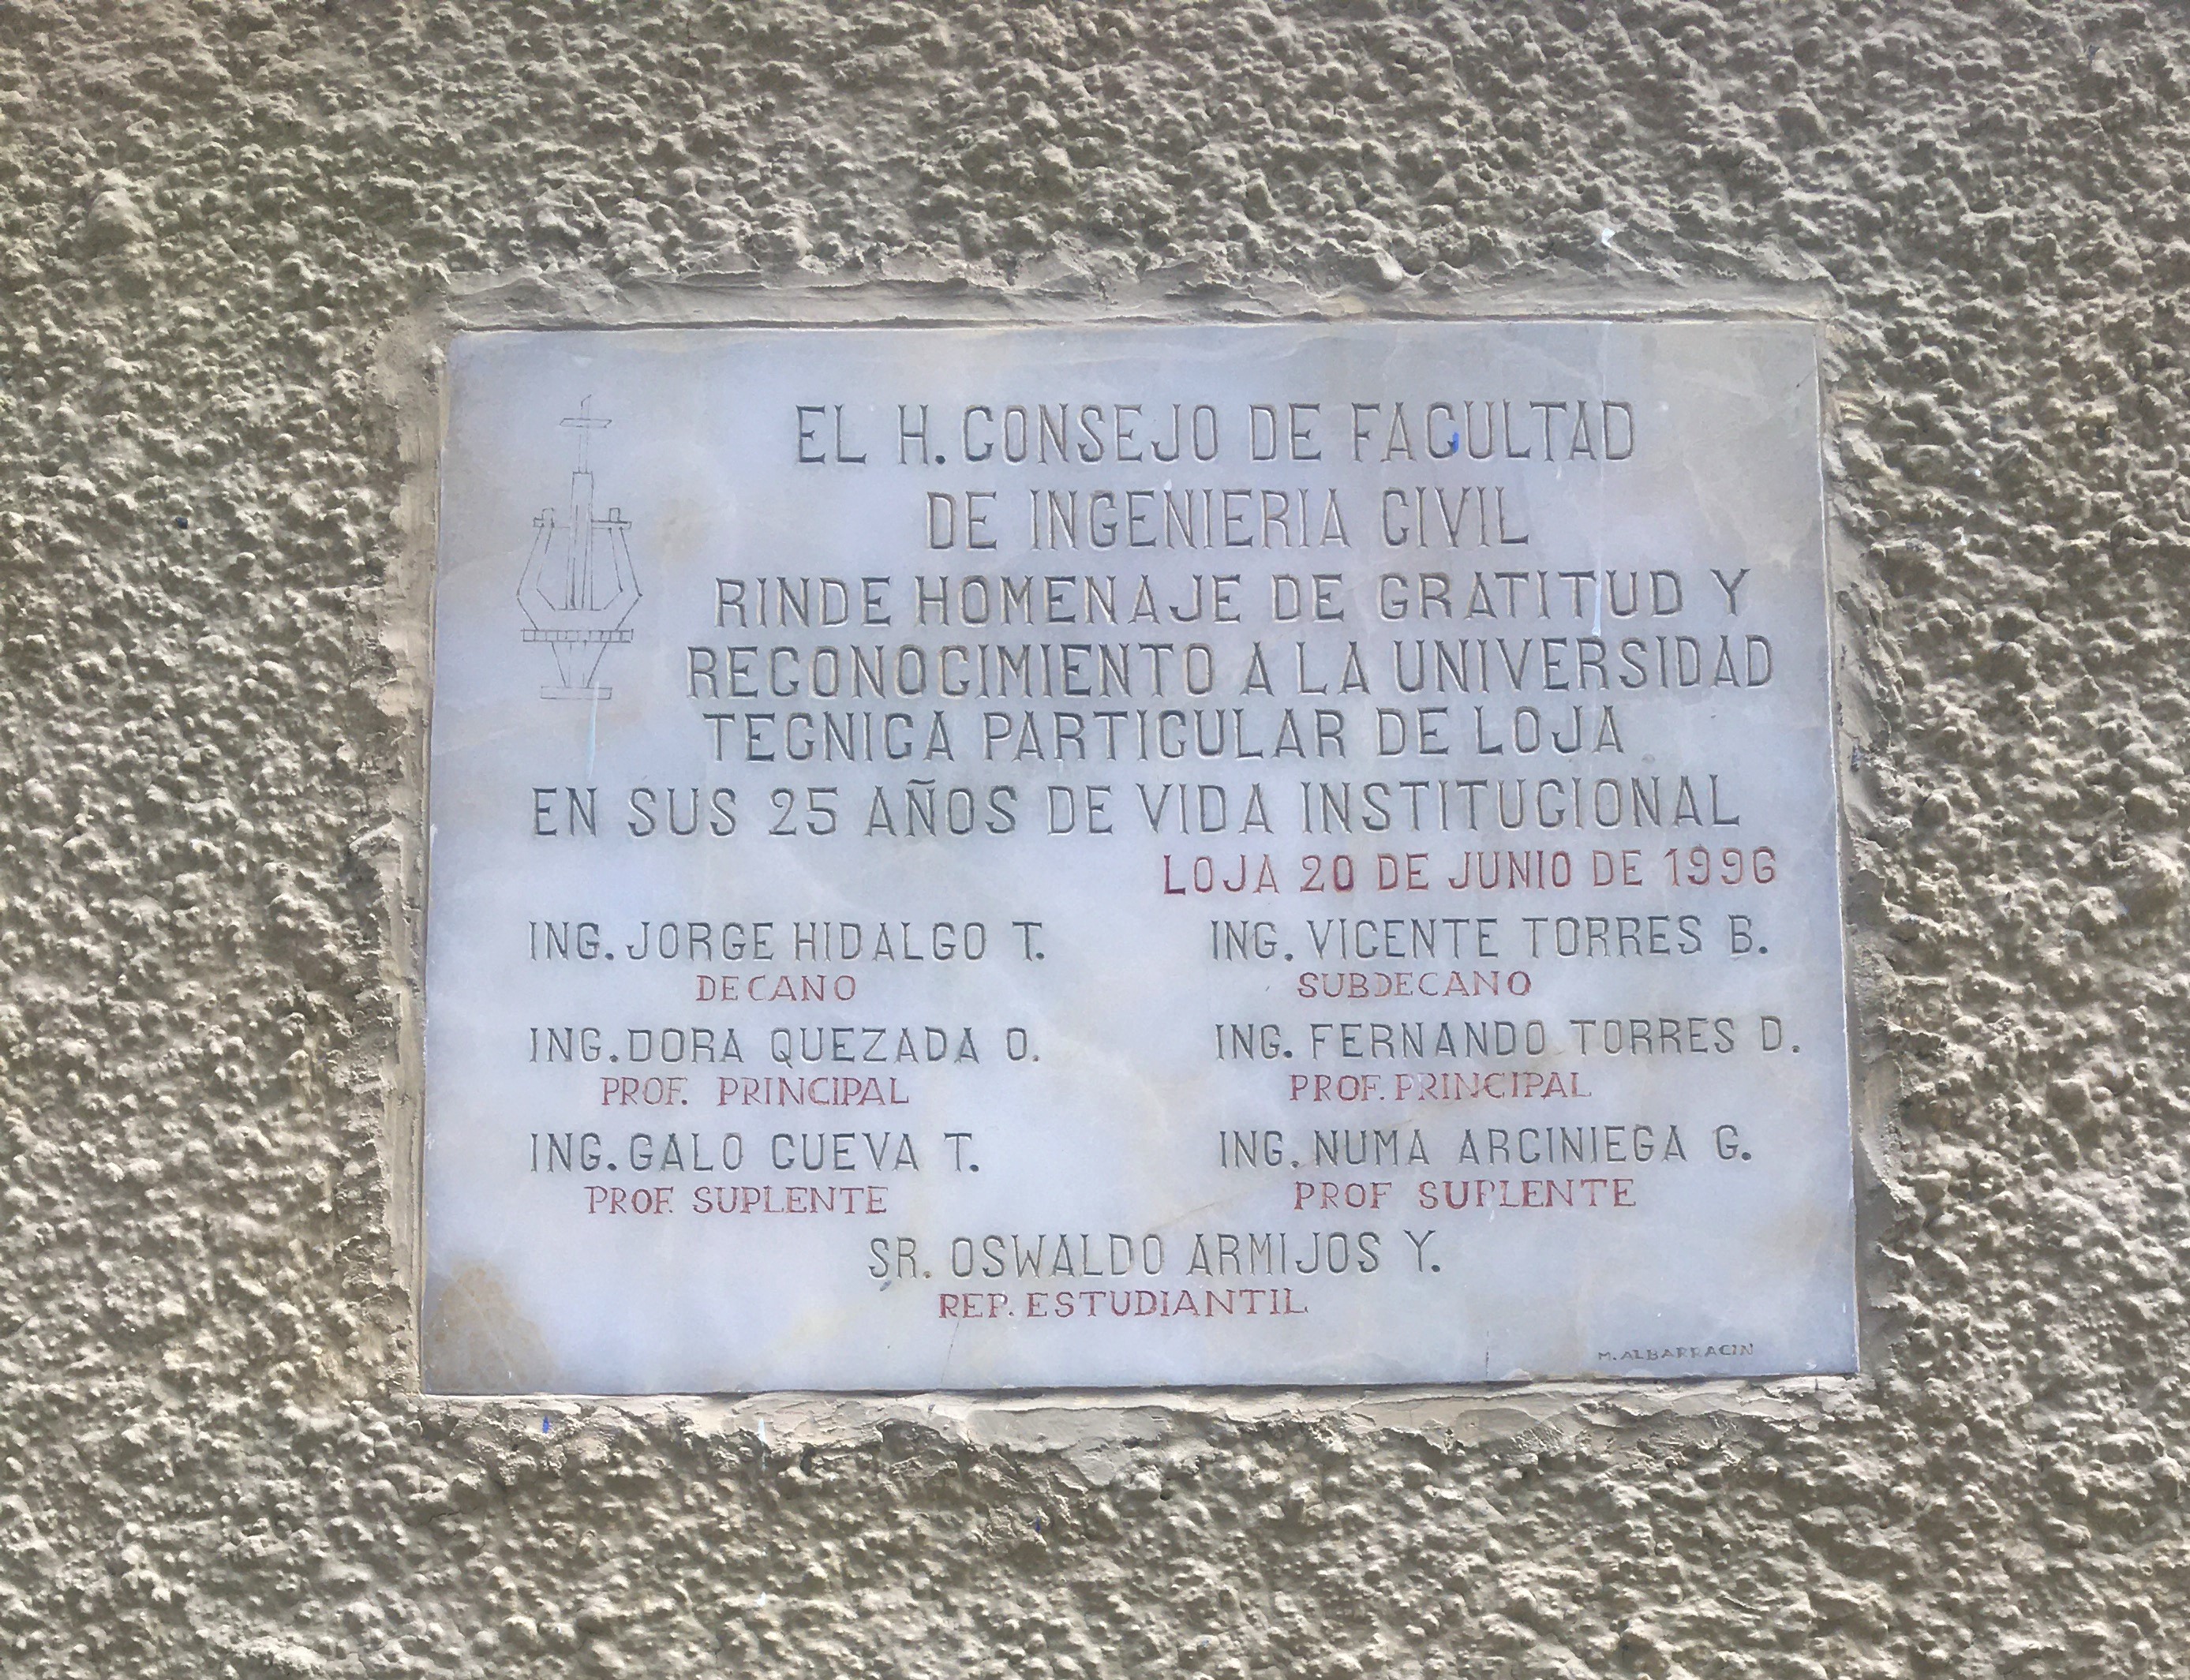 EL H. CONSEJO DE FACULTAD
DE INGENIERIA CIVIL
RINDE HOMENAJE DE GRATITUD Y
RECONOCIMIENTO A LA UNIVERSIDAD
TECNICA PARTICULAR DE LOJA
EN SUS 25 AÑOS DE VIDA INSTITUCIONAL
LOJA 20 DE JUNIO DE 1996
ING. JORGE HIDALGO T. ING. VICENTE TORRES B.
DECANO SUBDECANO
ING. DORA QUEZADA O. ING. FERNANDO TORRES D.
PROF. PRINCIPAL PROF. PRINCIPAL
ING. GALO CUEVA T. ING. NUMA ARCINIEGA G.
PROF. SUPLENTE PROF SUPLENTE
SR. OSWALDO ARMIJOS Y.
REP. ESTUDIANTIL
M. ALBARRACIN